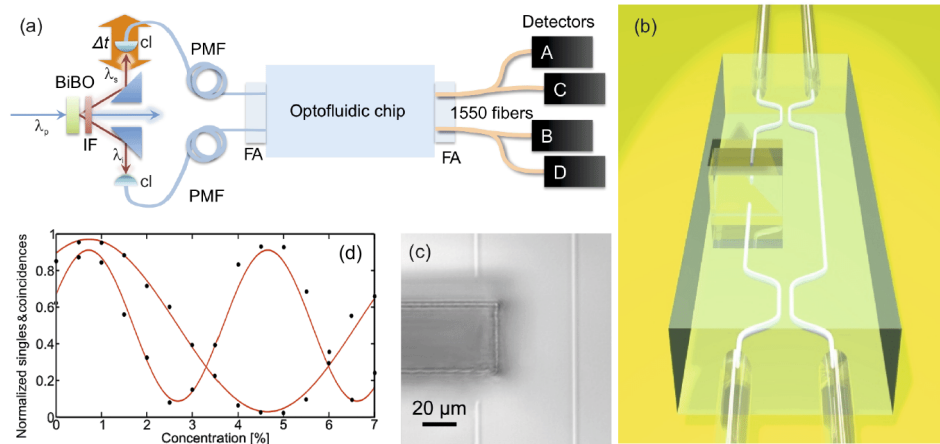 (a)
Δt
cl
PMF
Detectors
A
BiBO
λs
C
Optofluidic chip
1550 fibers
λp
IF
λi
FA
FA
B
D
cl
PMF
(b)
(d)
Normalized singles & coincidences
1
0.8
0.6
0.4
0.2
0
0 1 2 3 4 5 6 7
Concentration [%]
(c)
20 µm